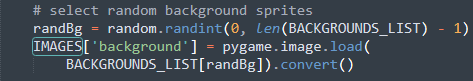 # select random background sprites
randBg = random.randint(0, len(BACKGROUNDS_LIST) - 1)
IMAGES['background'] = pygame.image.load(
BACKGROUNDS_LIST[randBg]).convert()